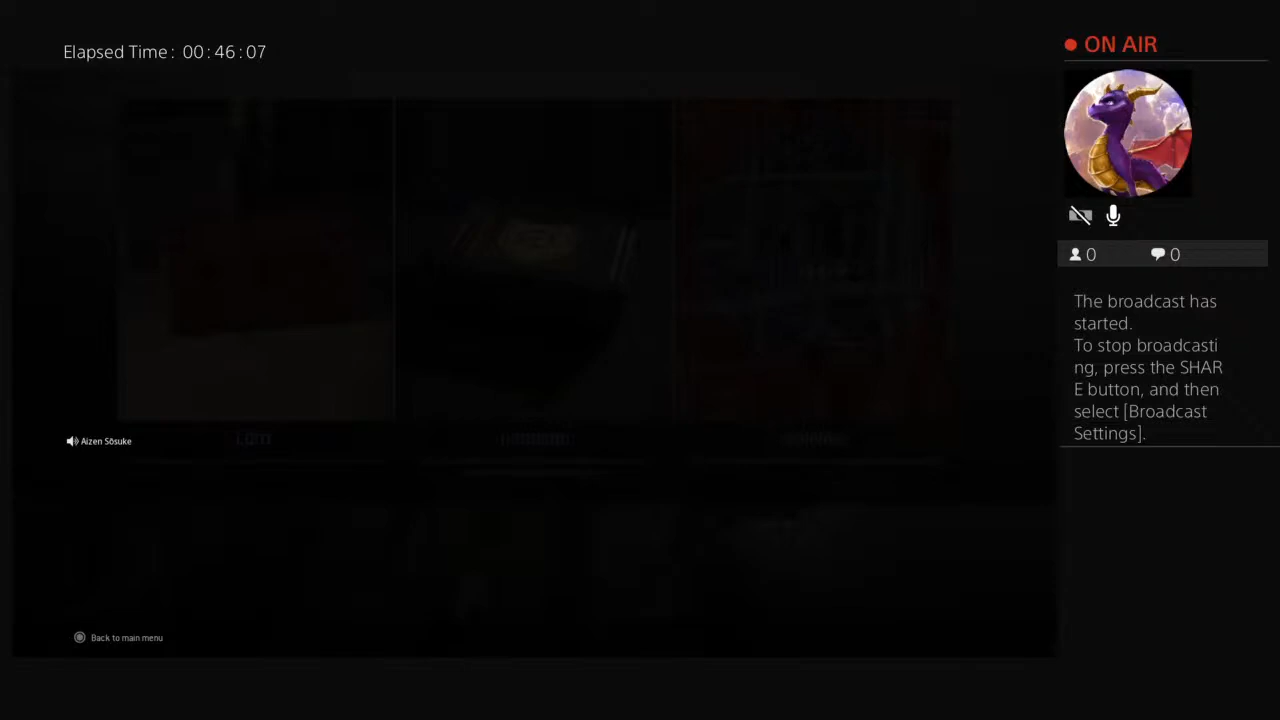 Elapsed Time: 00:46:07
ON AIR
0
0
The broadcast has
started.
To stop broadcasti
ng, press the SHAR
E button, and then
select [Broadcast
Settings].
Aizen Sōsuke
Back to main menu